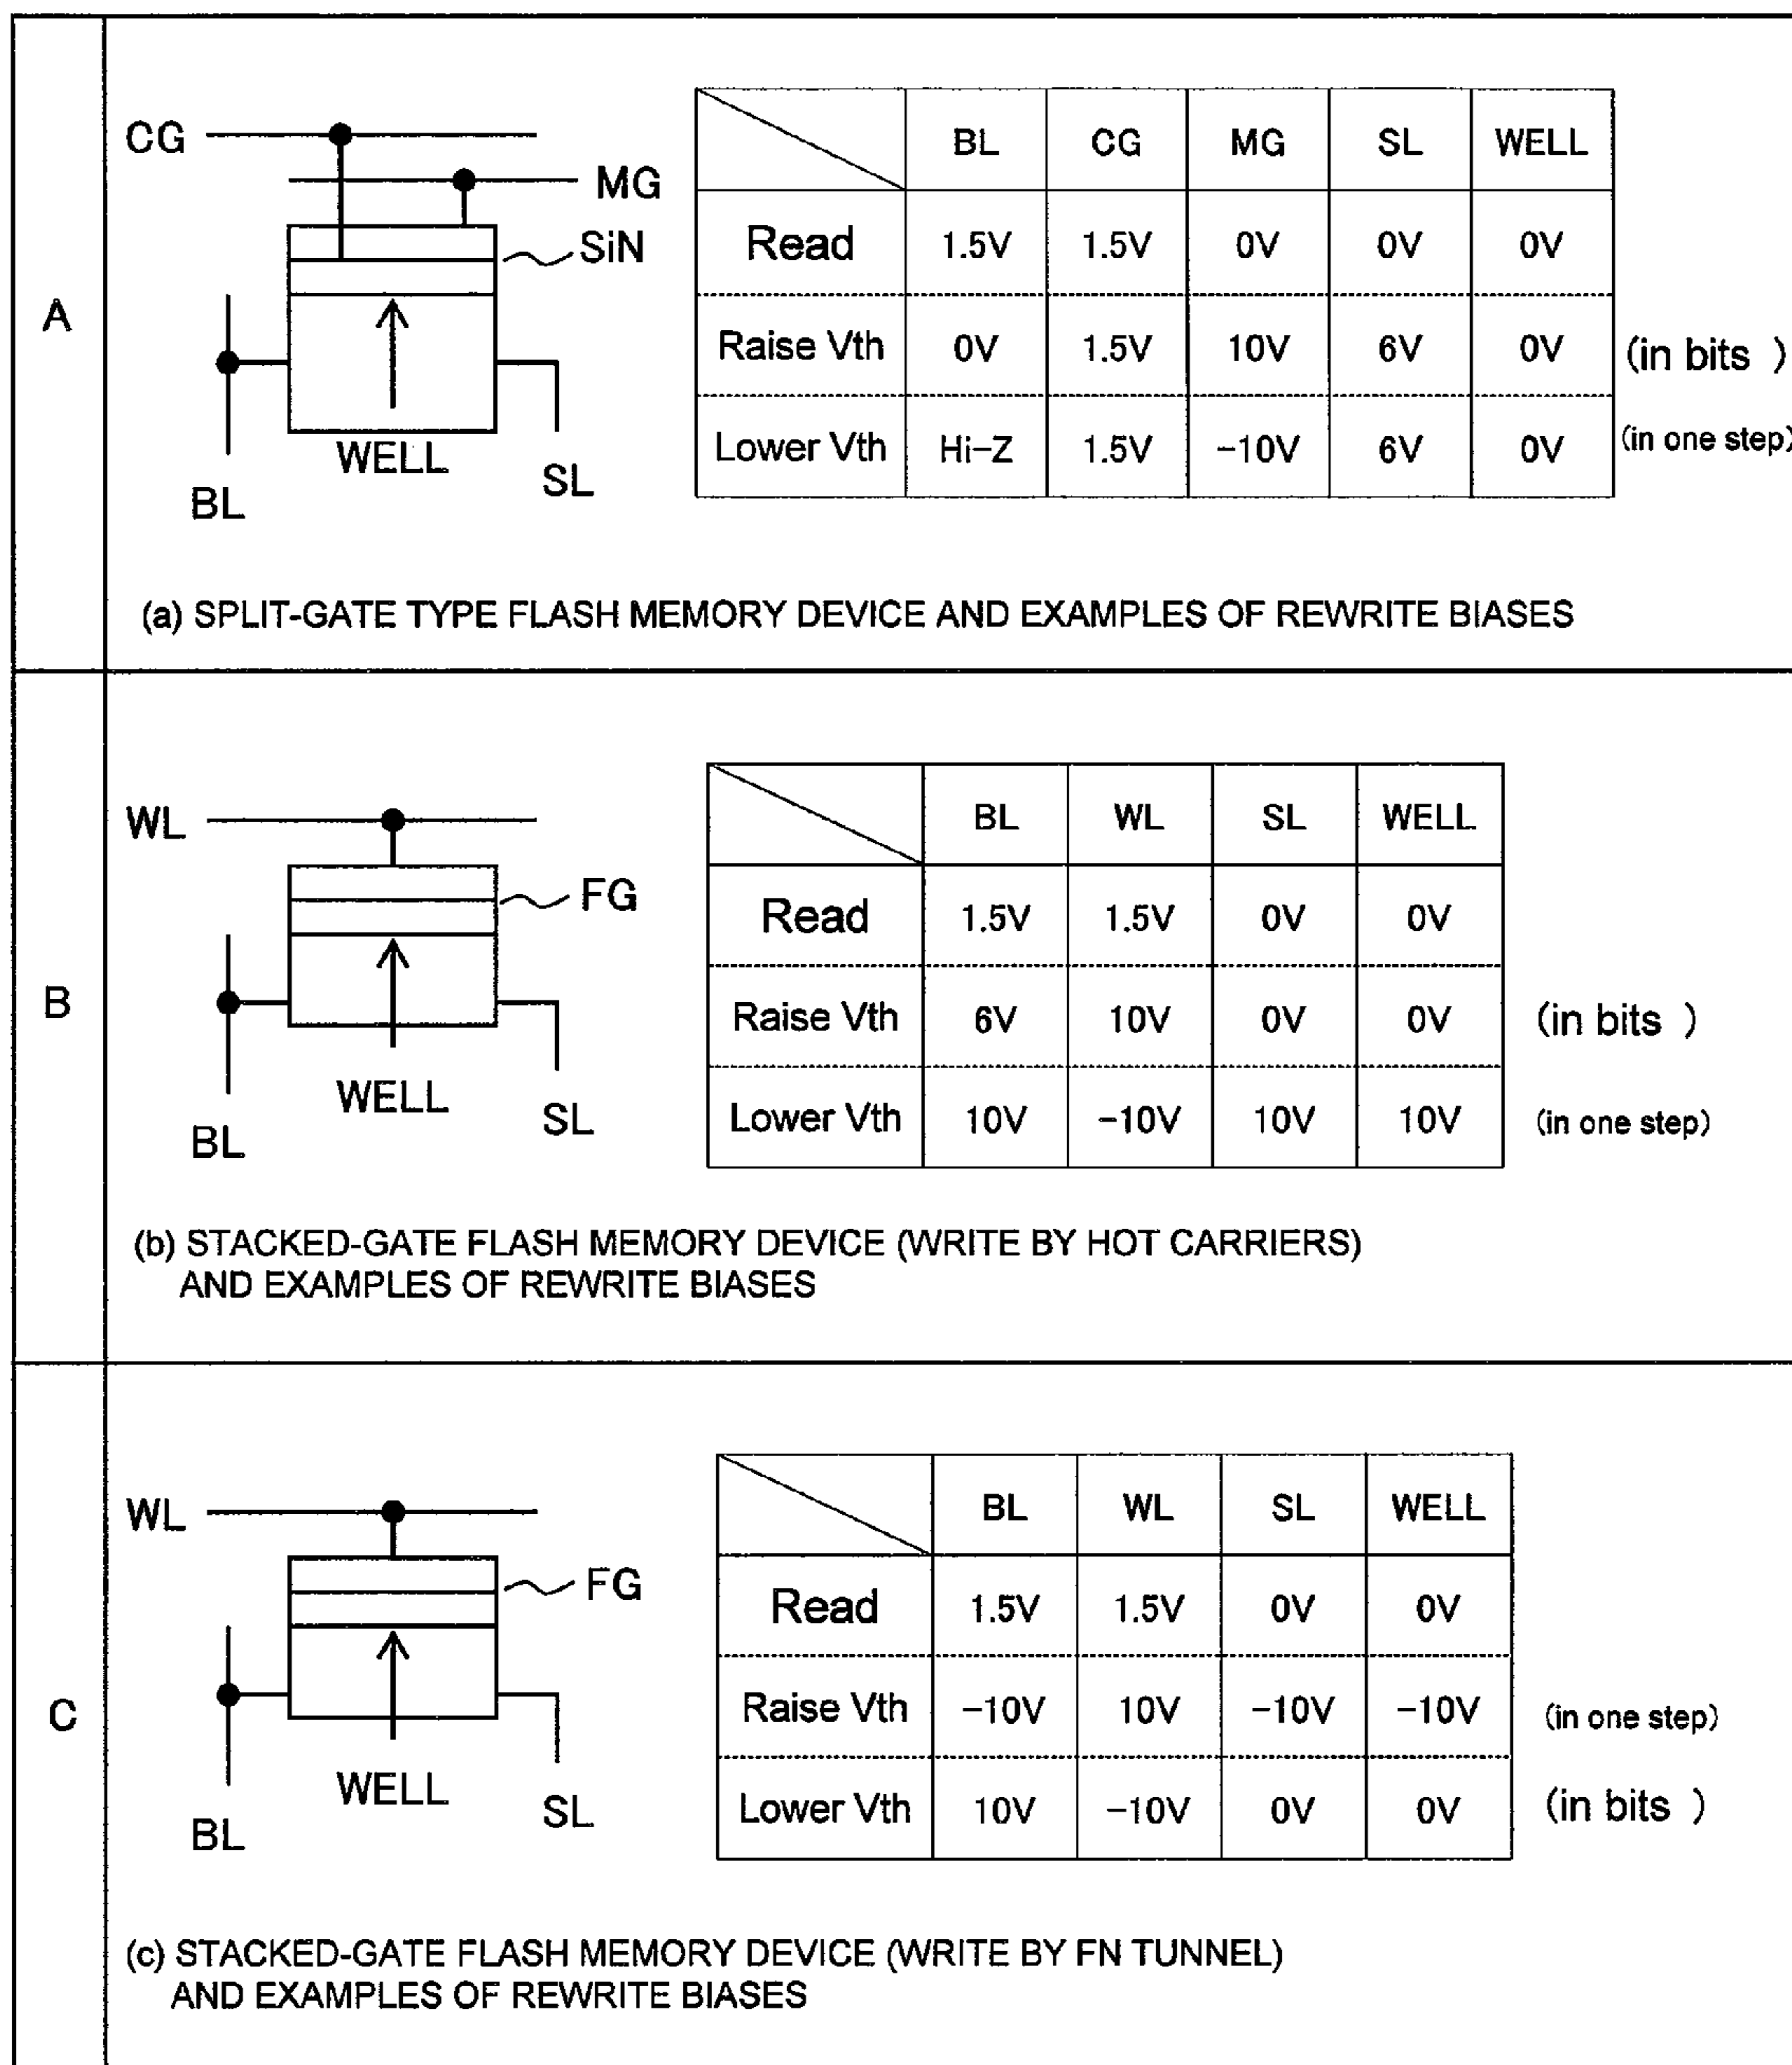 A
CG
MG
SiN
WELL
BL
SL
BL CG MG SL WELL
Read 1.5V 1.5V 0V 0V 0V
Raise Vth 0V 1.5V 10V 6V 0V (in bits )
Lower Vth Hi-Z 1.5V -10V 6V 0V (in one step)
(a) SPLIT-GATE TYPE FLASH MEMORY DEVICE AND EXAMPLES OF REWRITE BIASES
B
WL
FG
WELL
BL
SL
BL WL SL WELL
Read 1.5V 1.5V 0V 0V
Raise Vth 6V 10V 0V 0V (in bits )
Lower Vth 10V -10V 10V 10V (in one step)
(b) STACKED-GATE FLASH MEMORY DEVICE (WRITE BY HOT CARRIERS)
AND EXAMPLES OF REWRITE BIASES
C
WL
FG
WELL
BL
SL
BL WL SL WELL
Read 1.5V 1.5V 0V 0V
Raise Vth -10V 10V -10V -10V (in one step)
Lower Vth 10V -10V 0V 0V (in bits )
(c) STACKED-GATE FLASH MEMORY DEVICE (WRITE BY FN TUNNEL)
AND EXAMPLES OF REWRITE BIASES